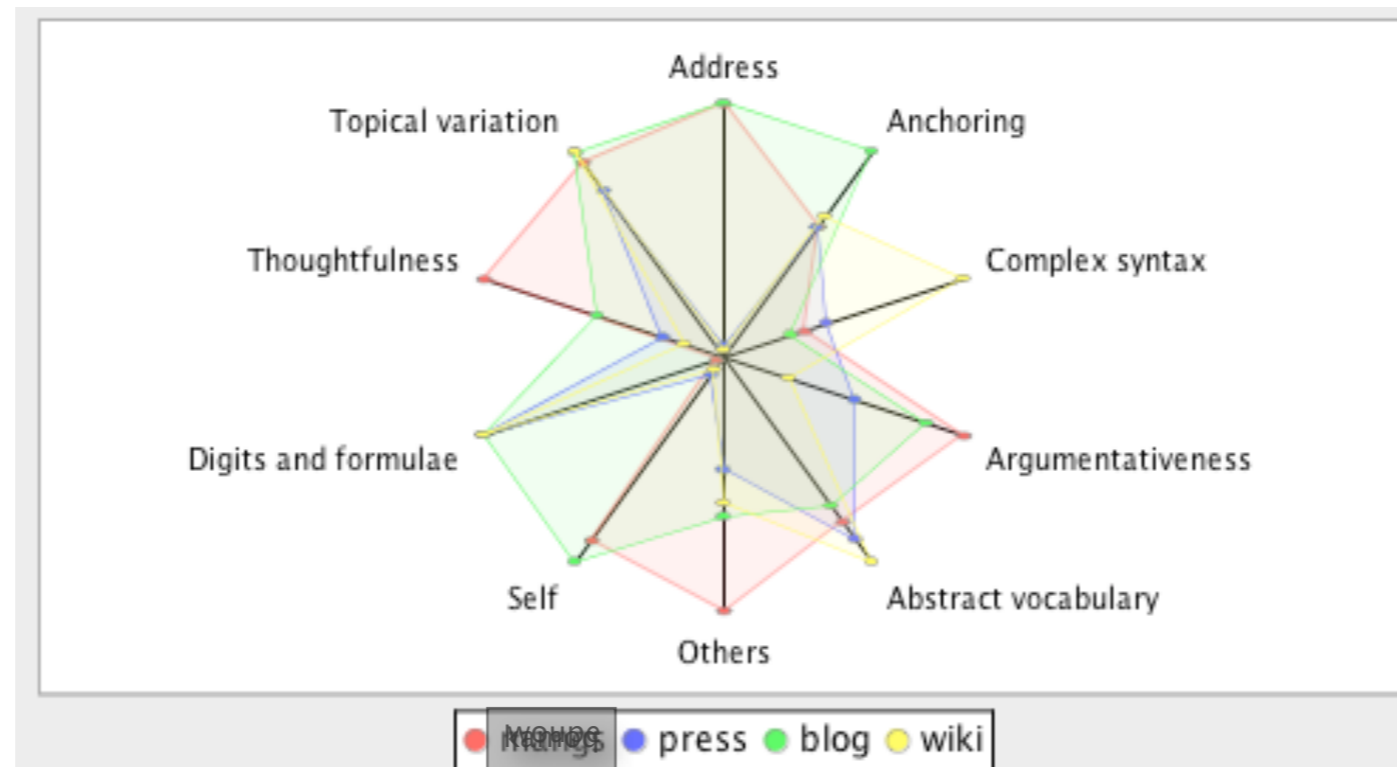 Address
Topical variation
Anchoring
Thoughtfulness
Complex syntax
Digits and formulae
Argumentativeness
Self
Abstract vocabulary
Others
press blog wiki